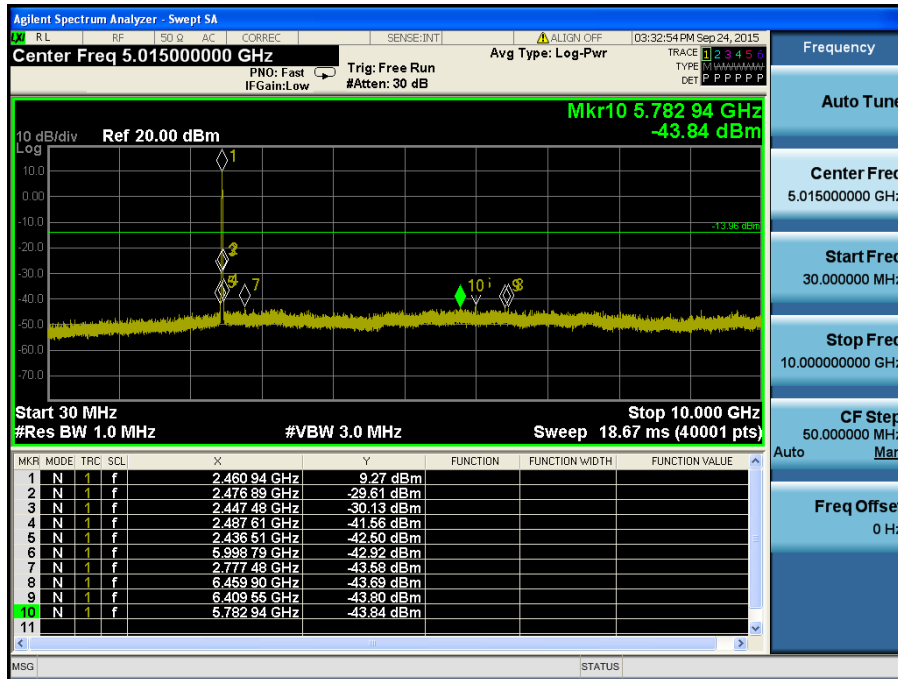 Agilent Spectrum Analyzer - Swept SA
LXI RL RF 50 Ω AC CORREC SENSE:INT ALIGN OFF 03:32:54 PM Sep 24, 2015
Center Freq 5.015000000 GHz
PNO: Fast
IFGain:Low
Trig: Free Run
#Atten: 30 dB
Avg Type: Log-Pwr
TRACE 1 2 3 4 5 6
TYPE M WWWWW
DET P P P P P P
Mkr10 5.782 94 GHz
-43.84 dBm
10 dB/div Ref 20.00 dBm
Log
10.0
0.00
-10.0
-20.0
-30.0
-40.0
-50.0
-60.0
-70.0
-13.96 dBm
1
7
10
Start 30 MHz
Stop 10.000 GHz
#Res BW 1.0 MHz
#VBW 3.0 MHz
Sweep 18.67 ms (40001 pts)
MKR MODE TRC SCL X Y FUNCTION FUNCTION WIDTH FUNCTION VALUE
1 N 1 f 2.460 94 GHz 9.27 dBm
2 N 1 f 2.476 89 GHz -29.61 dBm
3 N 1 f 2.447 48 GHz -30.13 dBm
4 N 1 f 2.487 61 GHz -41.56 dBm
5 N 1 f 2.436 51 GHz -42.50 dBm
6 N 1 f 5.998 79 GHz -42.92 dBm
7 N 1 f 2.777 48 GHz -43.58 dBm
8 N 1 f 6.459 90 GHz -43.69 dBm
9 N 1 f 6.409 55 GHz -43.80 dBm
10 N 1 f 5.782 94 GHz -43.84 dBm
11
MSG
STATUS
Frequency
Auto Tune
Center Freq
5.015000000 GHz
Start Freq
30.000000 MHz
Stop Freq
10.000000000 GHz
CF Step
50.000000 MHz
Auto Man
Freq Offset
0 Hz